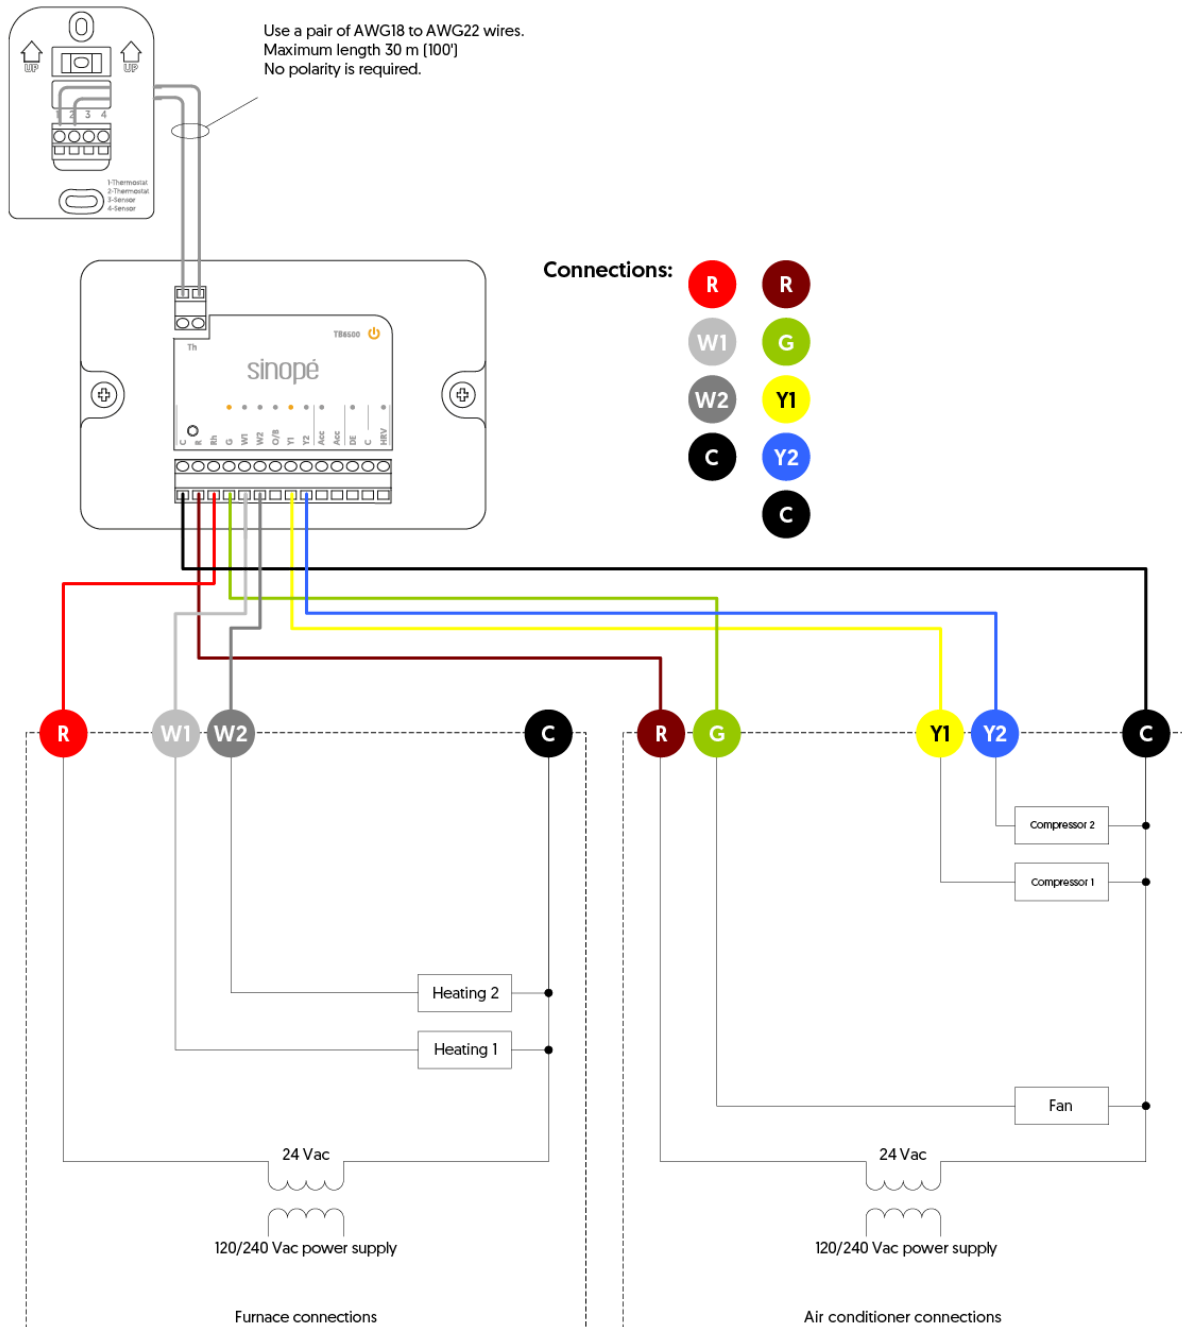 Use a pair of AWG18 to AWG22 wires.
Maximum length 30 m (100')
No polarity is required.
UP
UP
1 2 3 4
1-Thermostat
2-Thermostat
3-Sensor
4-Sensor
Connections:
R R
W1 G
W2 Y1
C Y2
C
Th
TB6500
sinopé
C R Rh G W1 W2 O/B Y1 Y2 Acc Acc DE C HRV
R W1 W2 C R G Y1 Y2 C
Compressor 2
Compressor 1
Heating 2
Heating 1
Fan
24 Vac
24 Vac
120/240 Vac power supply
120/240 Vac power supply
Furnace connections
Air conditioner connections